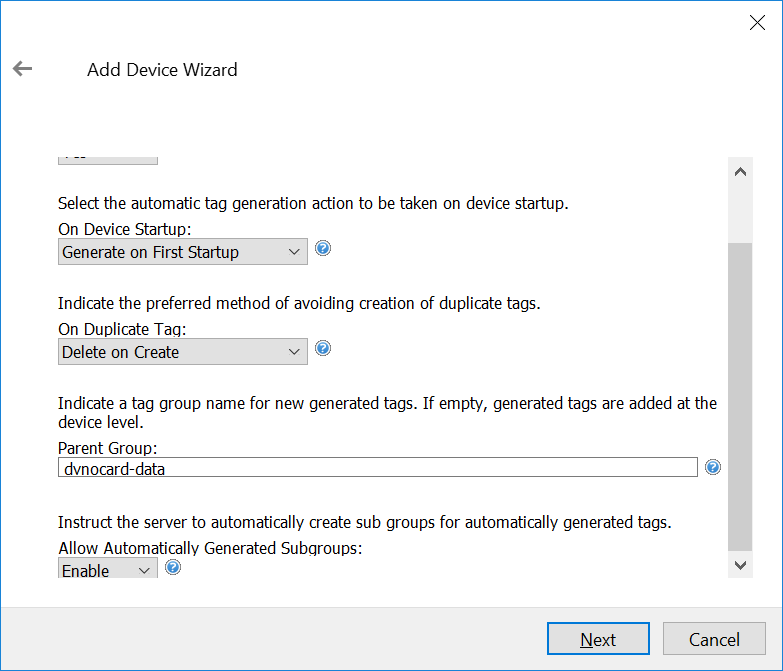 Add Device Wizard
Select the automatic tag generation action to be taken on device startup.
On Device Startup:
Generate on First Startup
Indicate the preferred method of avoiding creation of duplicate tags.
On Duplicate Tag:
Delete on Create
Indicate a tag group name for new generated tags. If empty, generated tags are added at the
device level.
Parent Group:
dvnocard-data
Instruct the server to automatically create sub groups for automatically generated tags.
Allow Automatically Generated Subgroups:
Enable
Next
Cancel